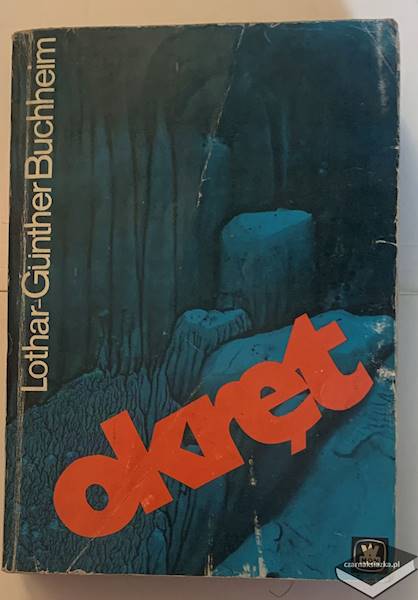 Lothar-Günther Buchheim
okręt
czarnaksiazka.pl